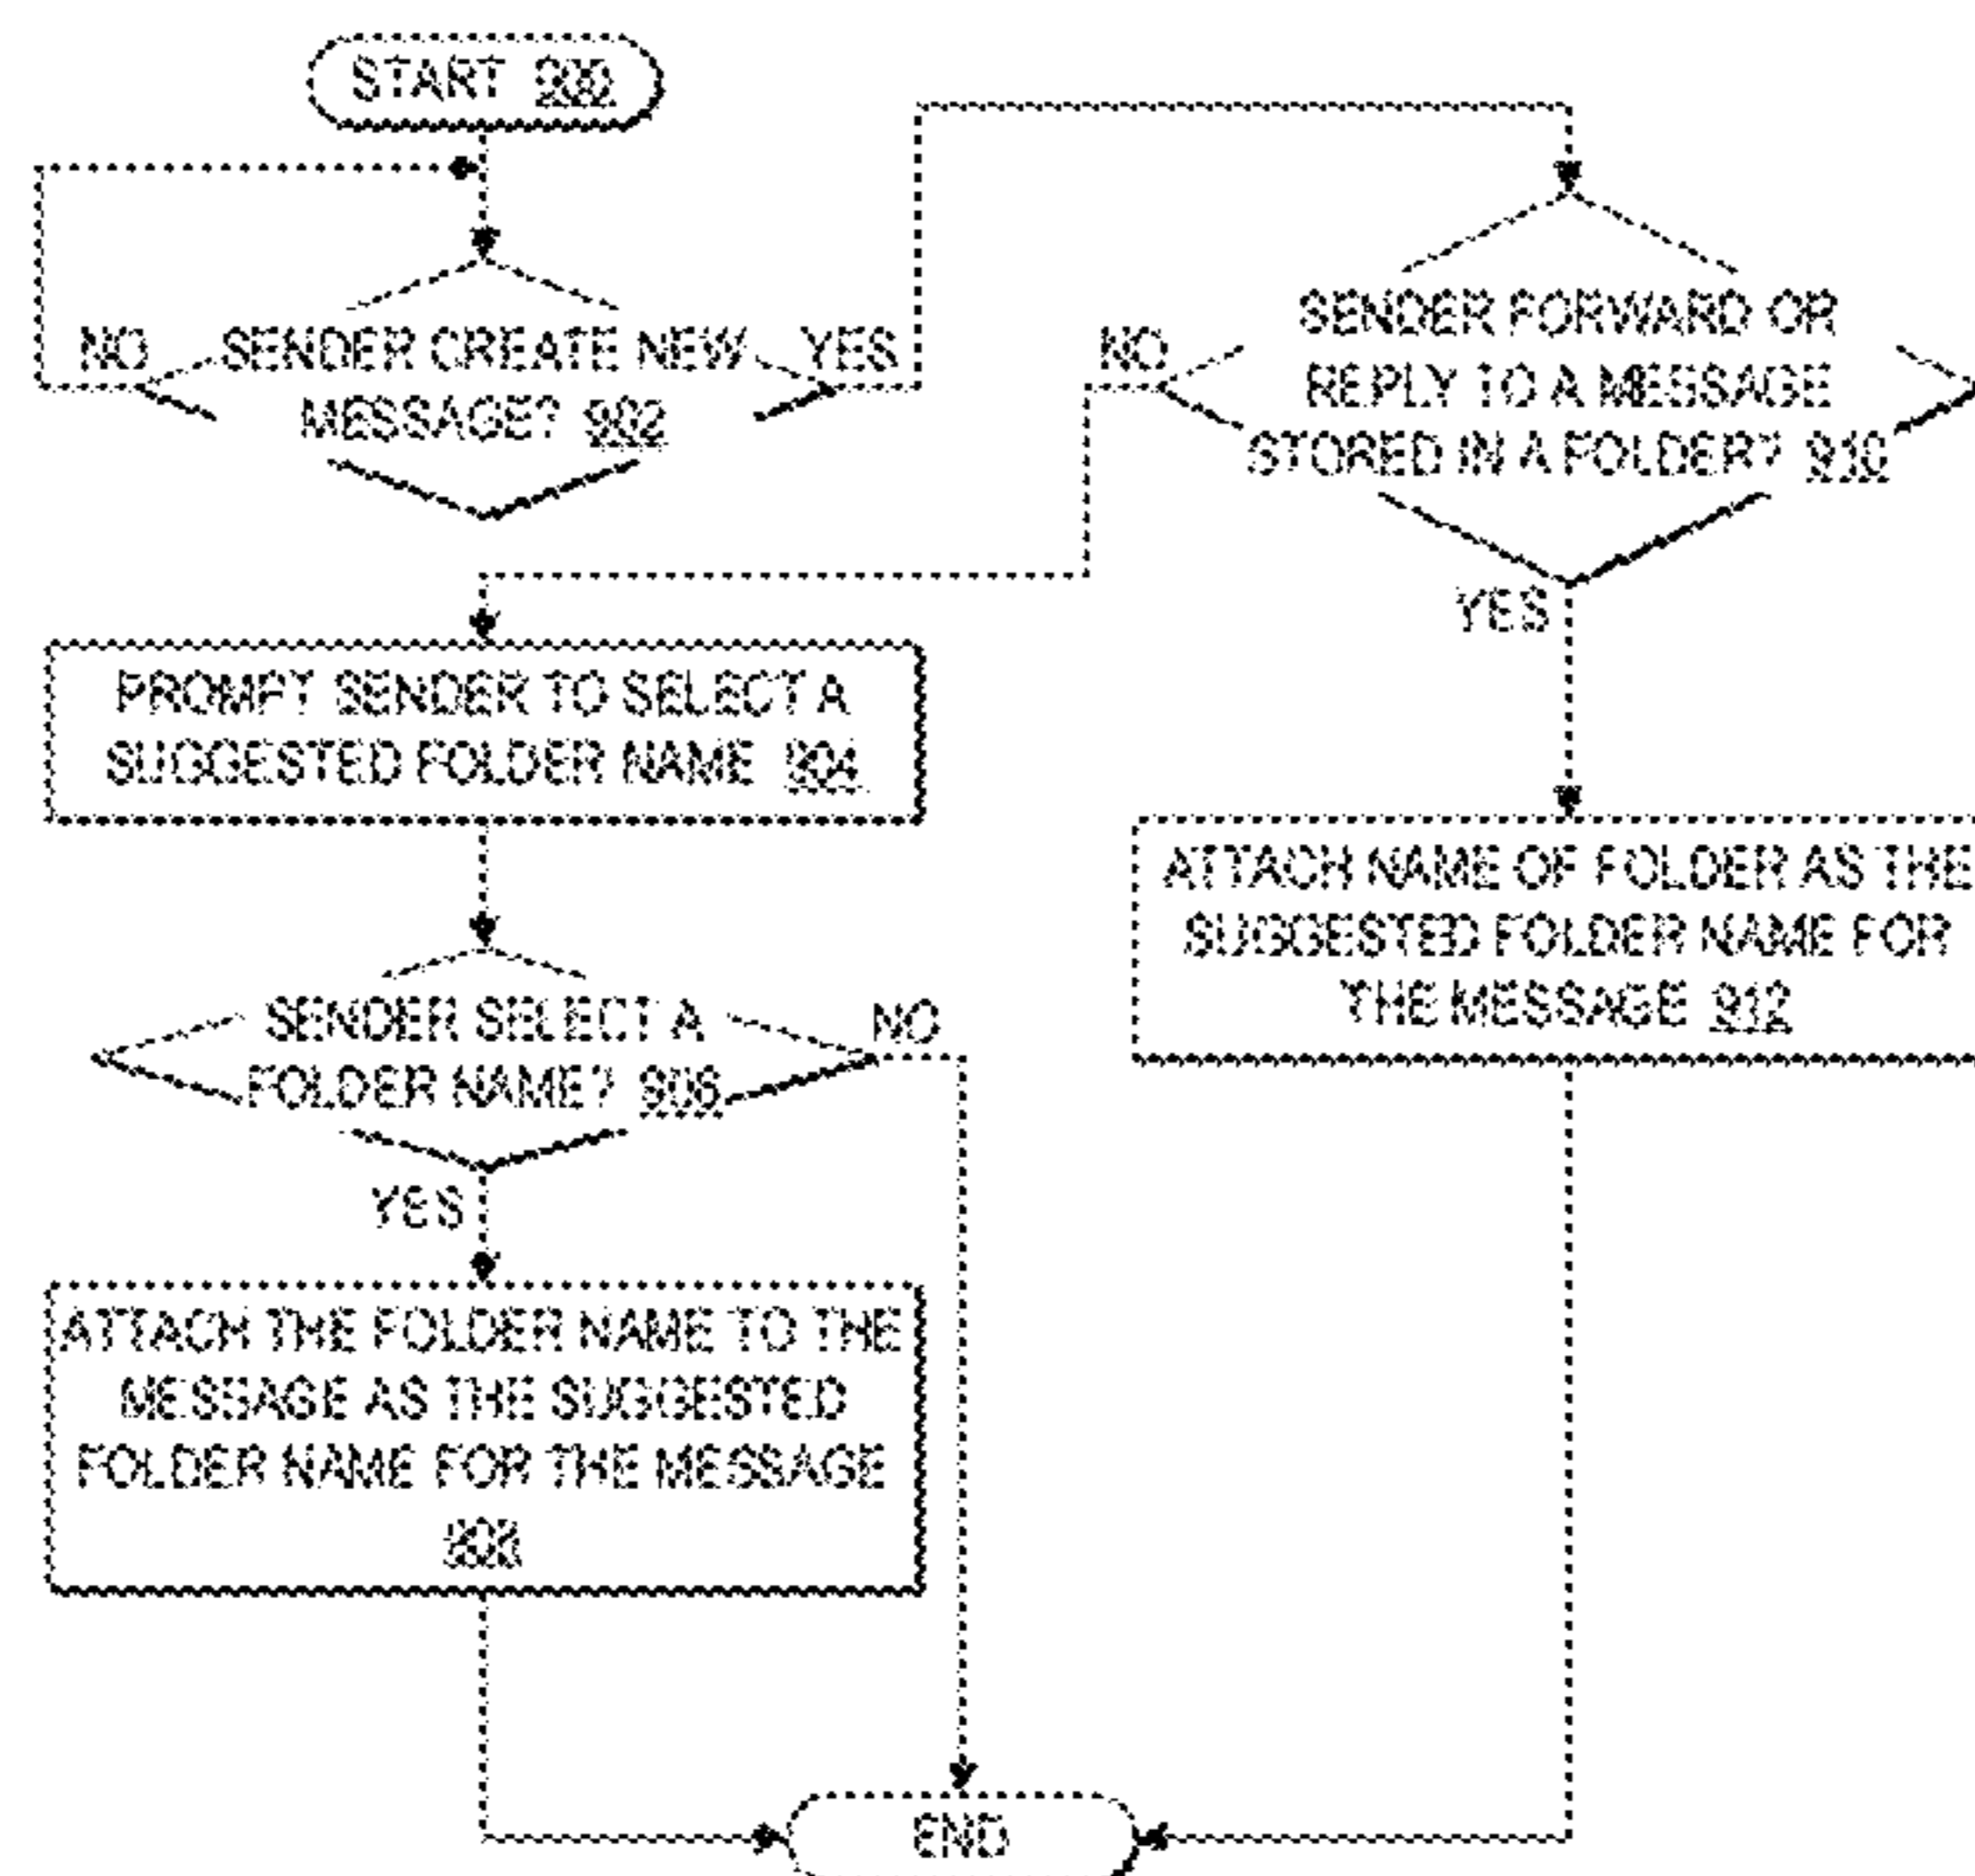 START 900
NO
SENDER CREATE NEW
MESSAGE? 902
YES
SENDER FORWARD OR
REPLY TO A MESSAGE
STORED IN A FOLDER? 910
NO
YES
PROMPT SENDER TO SELECT A
SUGGESTED FOLDER NAME 904
ATTACH NAME OF FOLDER AS THE
SUGGESTED FOLDER NAME FOR
THE MESSAGE 912
SENDER SELECT A
FOLDER NAME? 906
NO
YES
ATTACH THE FOLDER NAME TO THE
MESSAGE AS THE SUGGESTED
FOLDER NAME FOR THE MESSAGE
908
END